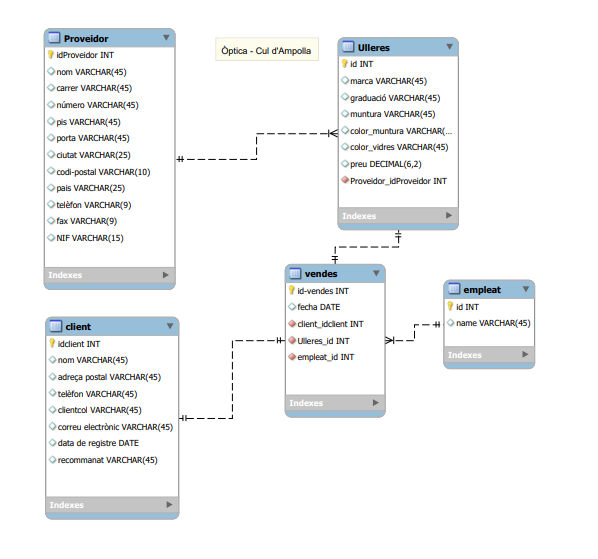 Proveidor
idProveidor INT
nom VARCHAR(45)
carrer VARCHAR(45)
número VARCHAR(45)
pis VARCHAR(45)
porta VARCHAR(45)
ciutat VARCHAR(25)
codi-postal VARCHAR(10)
pais VARCHAR(25)
telèfon VARCHAR(9)
fax VARCHAR(9)
NIF VARCHAR(15)
Indexes
Òptica - Cul d'Ampolla
Ulleres
id INT
marca VARCHAR(45)
graduació VARCHAR(45)
muntura VARCHAR(45)
color_muntura VARCHAR(...
color_vidres VARCHAR(45)
preu DECIMAL(6,2)
Proveidor_idProveidor INT
Indexes
vendes
id-vendes INT
fecha DATE
client_idclient INT
Ulleres_id INT
empleat_id INT
Indexes
empleat
id INT
name VARCHAR(45)
Indexes
client
idclient INT
nom VARCHAR(45)
adreça postal VARCHAR(45)
telèfon VARCHAR(45)
clientcol VARCHAR(45)
correu electrònic VARCHAR(45)
data de registre DATE
recommanat VARCHAR(45)
Indexes